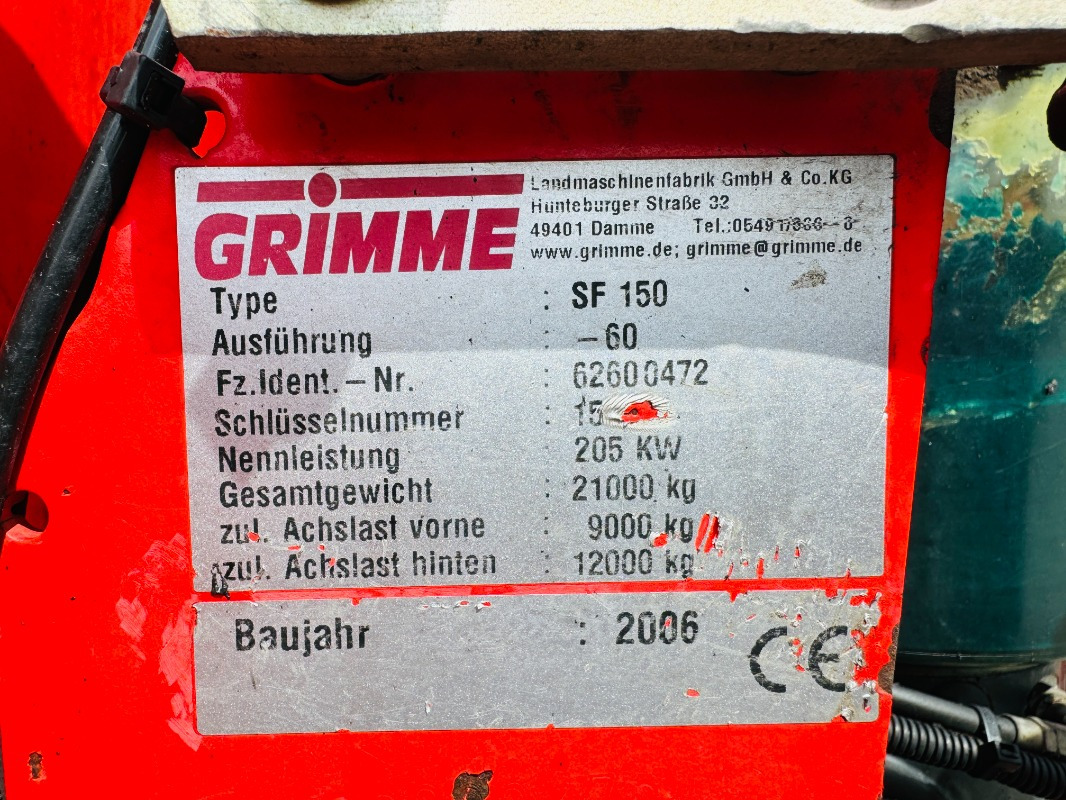 GRIMME
Landmaschinenfabrik GmbH & Co.KG
Hunteburger Straße 32
49401 Damme Tel.:05491/
www.grimme.de; grimme@grimme.de
Type : SF 150
Ausführung : –60
Fz.Ident.–Nr. : 62600472
Schlüsselnummer :
Nennleistung : 205 KW
Gesamtgewicht : 21000 kg
zul. Achslast vorne : 9000 kg
zul. Achslast hinten : 12000 kg
Baujahr : 2006
CE